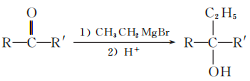 O
R—C—R′
1) CH₃CH₂MgBr
2) H⁺
C₂H₅
R—C—R′
OH